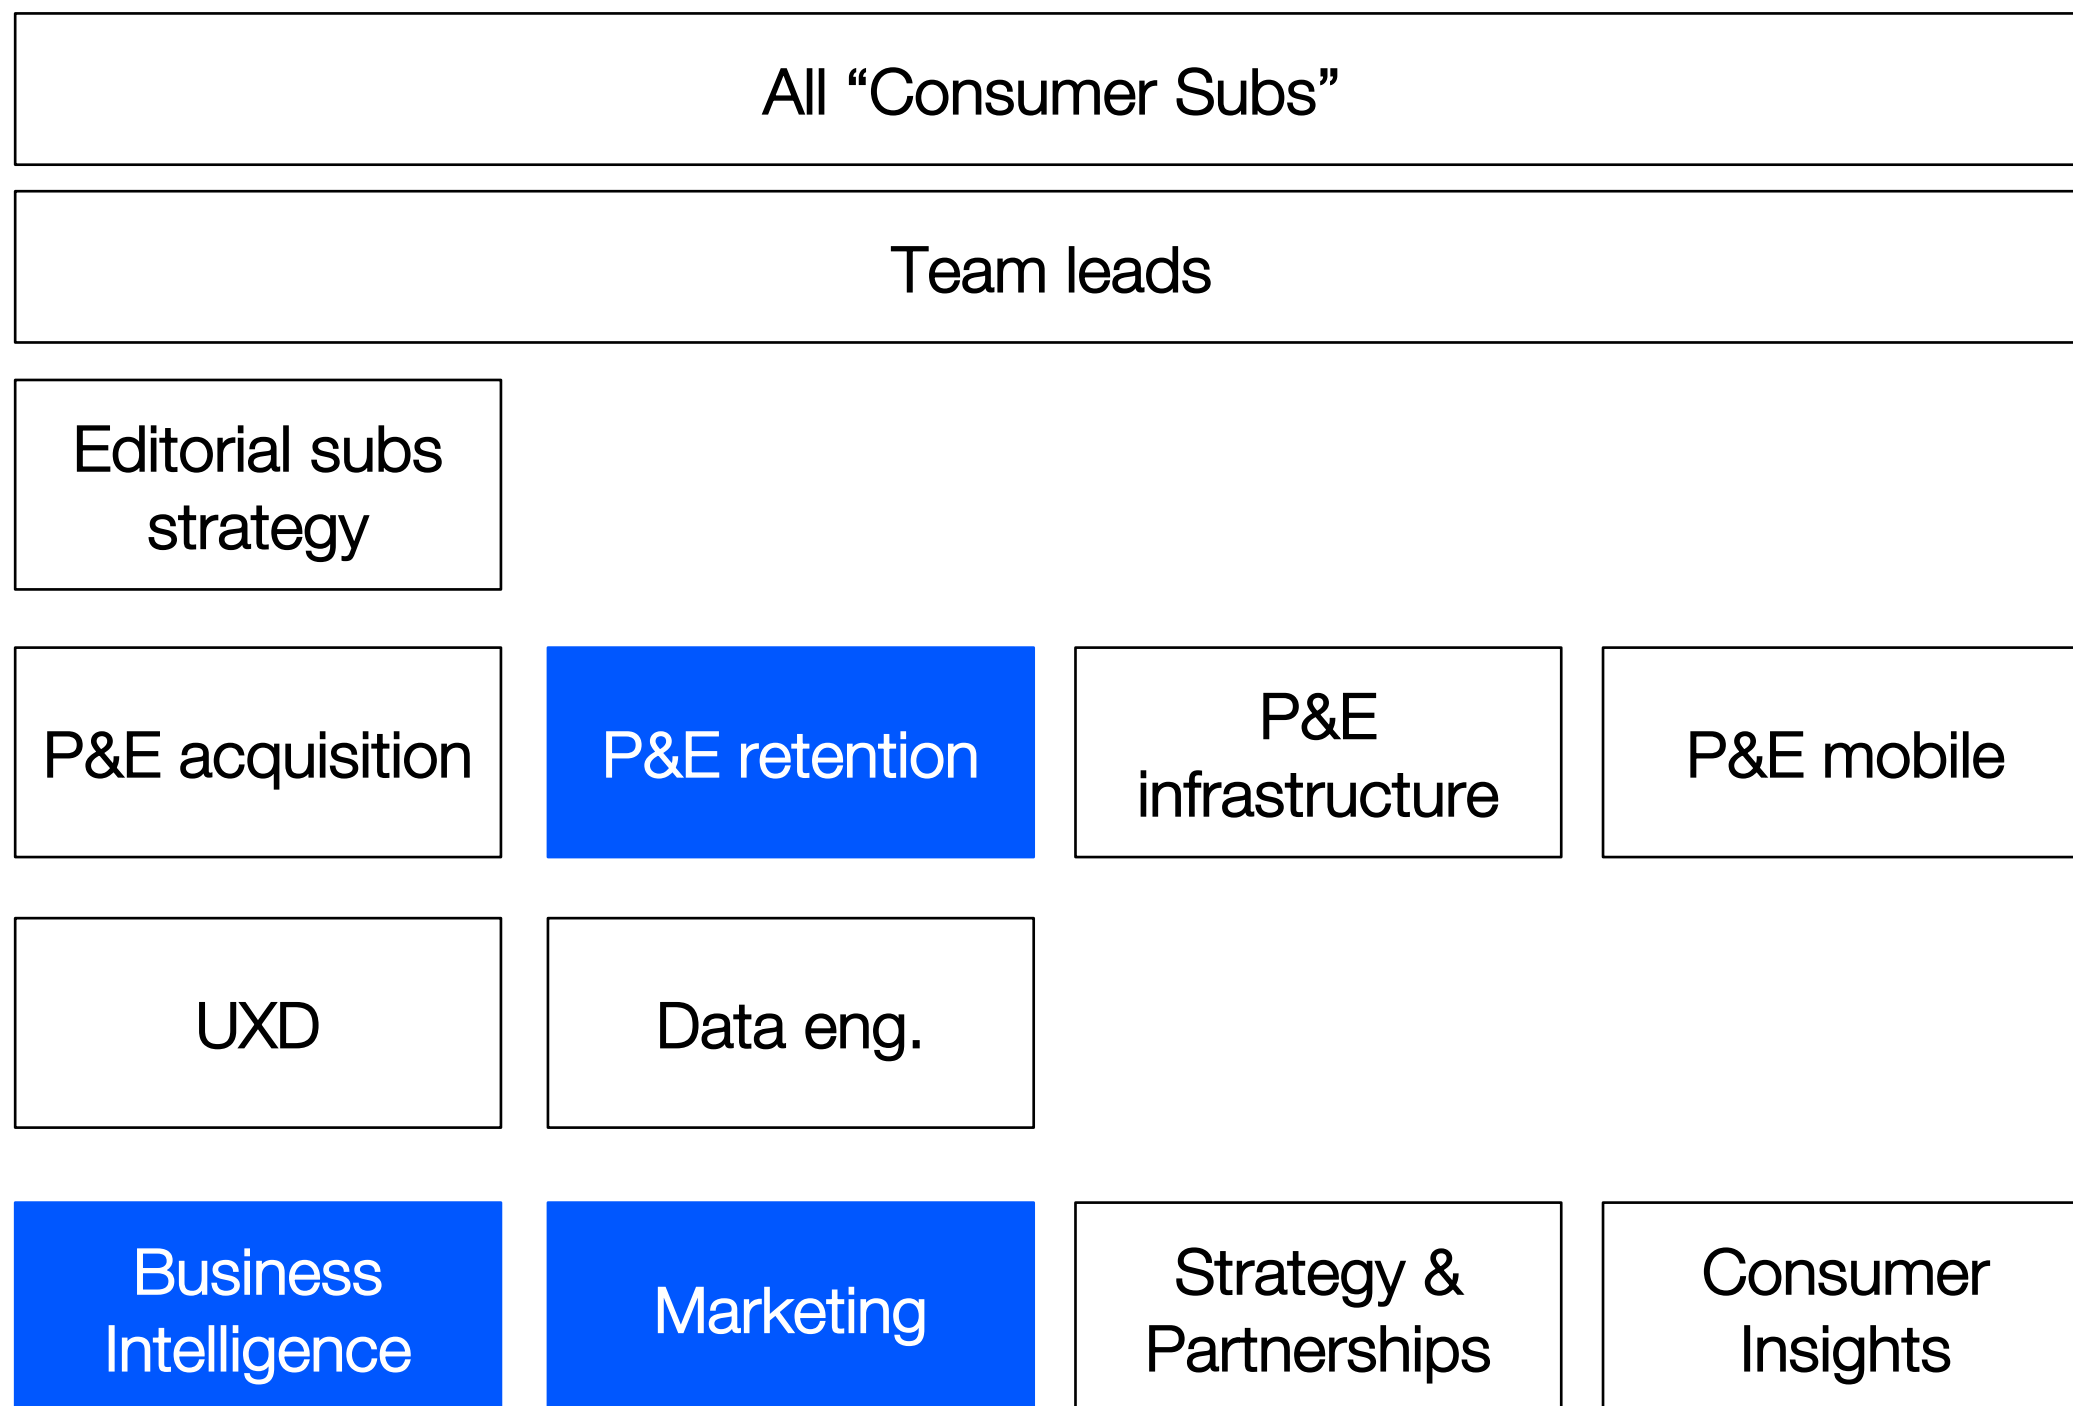 All “Consumer Subs”
Team leads
Editorial subs
strategy
P&E acquisition
P&E retention
P&E
infrastructure
P&E mobile
UXD
Data eng.
Business
Intelligence
Marketing
Strategy &
Partnerships
Consumer
Insights